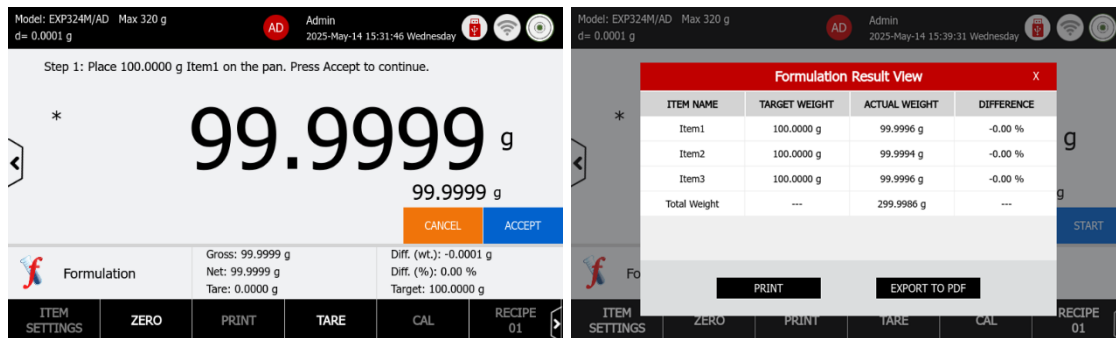 Model: EXP324M/AD Max 320 g
d= 0.0001 g
AD
Admin
2025-May-14 15:31:46 Wednesday
Step 1: Place 100.0000 g Item1 on the pan. Press Accept to continue.
*
99.9999 g
99.9999 g
CANCEL ACCEPT
Formulation
Gross: 99.9999 g
Net: 99.9999 g
Tare: 0.0000 g
Diff. (wt.): -0.0001 g
Diff. (%): 0.00 %
Target: 100.0000 g
ITEM SETTINGS ZERO PRINT TARE CAL RECIPE 01
Model: EXP324M/AD Max 320 g
d= 0.0001 g
AD
Admin
2025-May-14 15:39:31 Wednesday
Formulation Result View X
ITEM NAME TARGET WEIGHT ACTUAL WEIGHT DIFFERENCE
Item1 100.0000 g 99.9996 g -0.00 %
Item2 100.0000 g 99.9994 g -0.00 %
Item3 100.0000 g 99.9996 g -0.00 %
Total Weight --- 299.9986 g ---
PRINT EXPORT TO PDF
*
g
g
START
Fo
ITEM SETTINGS ZERO PRINT TARE CAL RECIPE 01